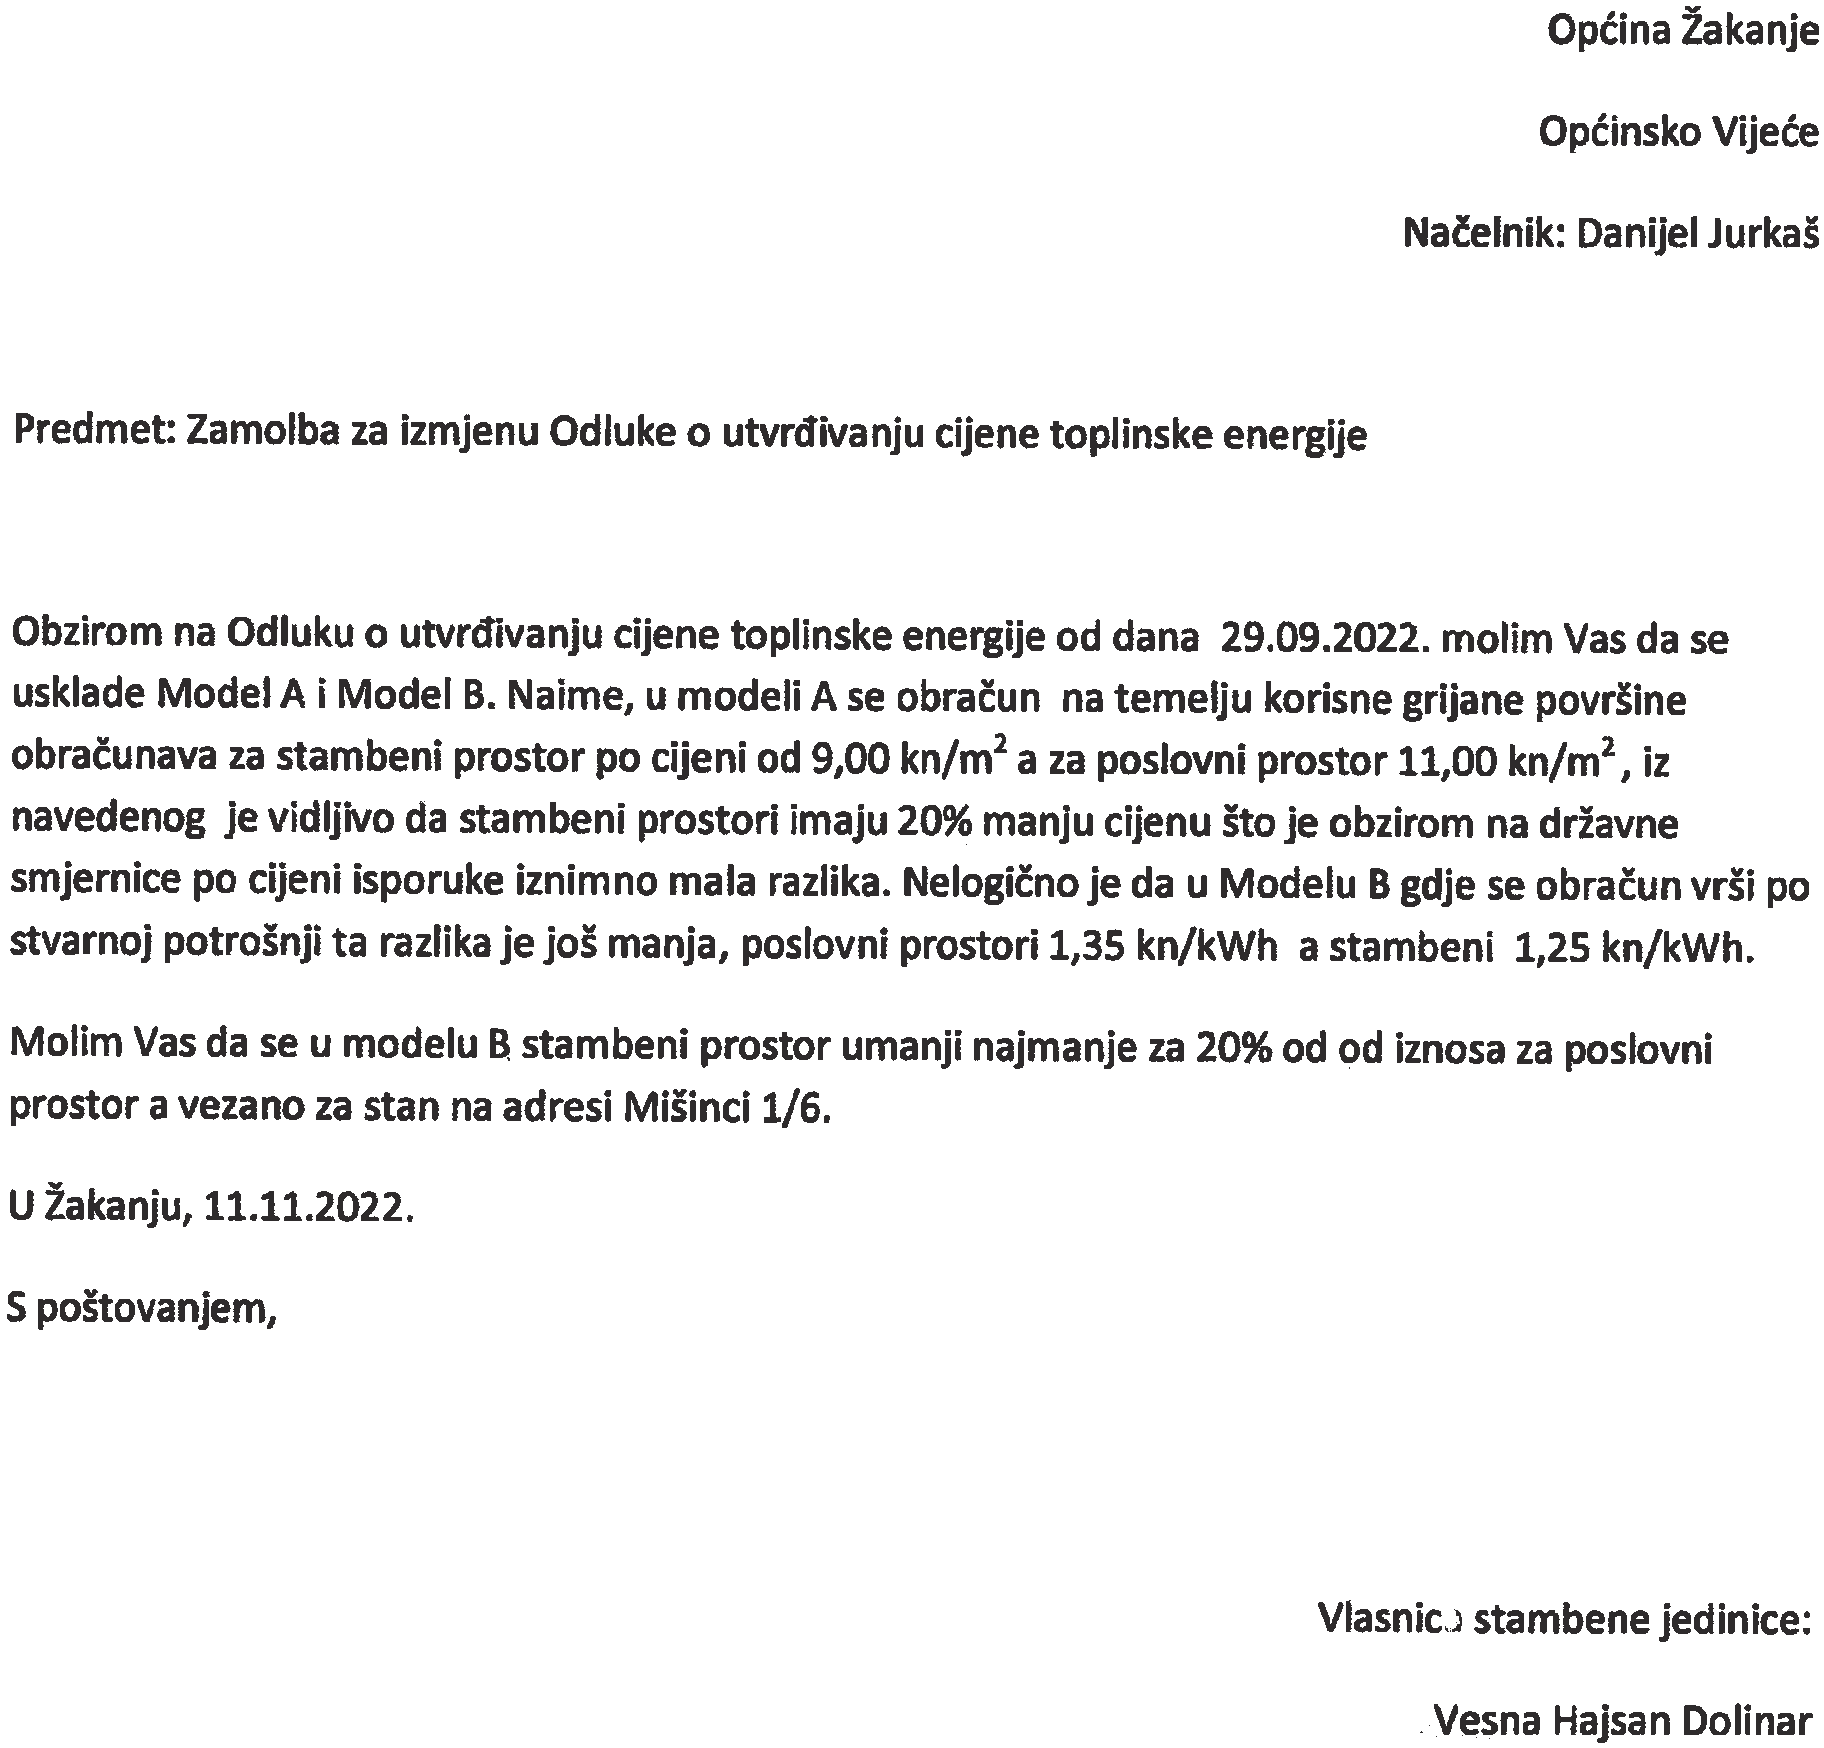 Općina Žakanje
Općinsko Vijeće
Načelnik: Danijel Jurkaš
Predmet: Zamolba za izmjenu Odluke o utvrđivanju cijene toplinske energije
Obzirom na Odluku o utvrđivanju cijene toplinske energije od dana 29.09.2022. molim Vas da se
usklade Model A i Model B. Naime, u modeli A se obračun na temelju korisne grijane površine
obračunava za stambeni prostor po cijeni od 9,00 kn/m² a za poslovni prostor 11,00 kn/m², iz
navedenog je vidljivo da stambeni prostori imaju 20% manju cijenu što je obzirom na državne
smjernice po cijeni isporuke iznimno mala razlika. Nelogično je da u Modelu B gdje se obračun vrši po
stvarnoj potrošnji ta razlika je još manja, poslovni prostori 1,35 kn/kWh a stambeni 1,25 kn/kWh.
Molim Vas da se u modelu B stambeni prostor umanji najmanje za 20% od od iznosa za poslovni
prostor a vezano za stan na adresi Mišinci 1/6.
U Žakanju, 11.11.2022.
S poštovanjem,
Vlasnica stambene jedinice:
Vesna Hajsan Dolinar